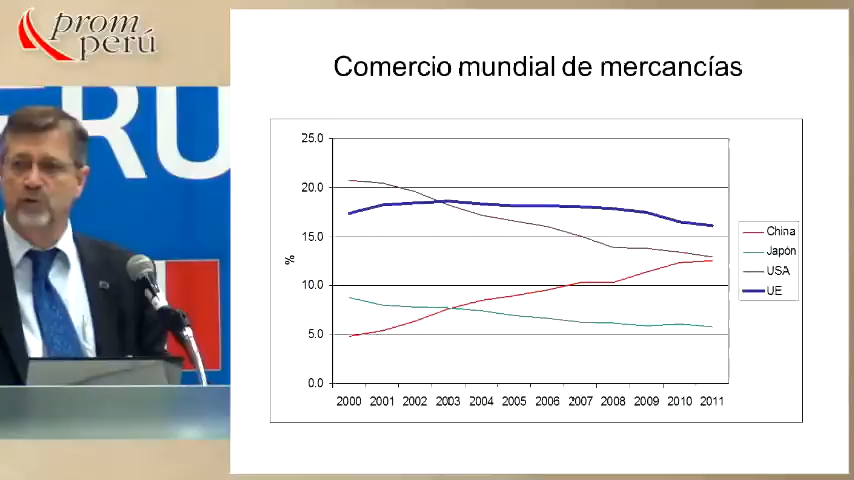 prom
perú
ERU
Comercio mundial de mercancías
25.0
20.0
15.0
10.0
5.0
0.0
%
2000 2001 2002 2003 2004 2005 2006 2007 2008 2009 2010 2011
China
Japón
USA
UE